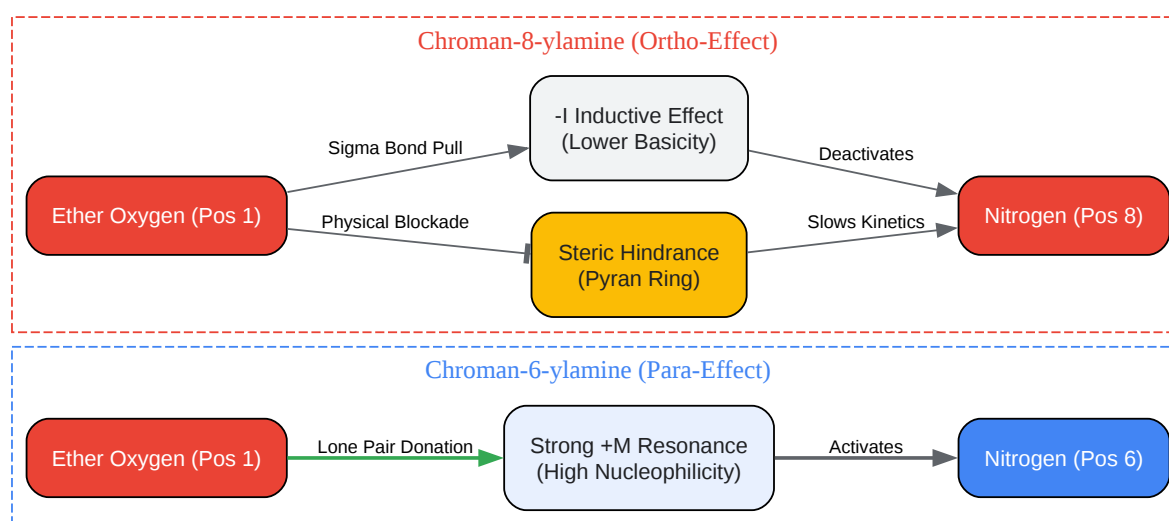 Chroman-8-ylamine (Ortho-Effect)
-I Inductive Effect
(Lower Basicity)
Sigma Bond Pull
Deactivates
Ether Oxygen (Pos 1)
Nitrogen (Pos 8)
Physical Blockade
Slows Kinetics
Steric Hindrance
(Pyran Ring)
Chroman-6-ylamine (Para-Effect)
Ether Oxygen (Pos 1)
Lone Pair Donation
Strong +M Resonance
(High Nucleophilicity)
Activates
Nitrogen (Pos 6)